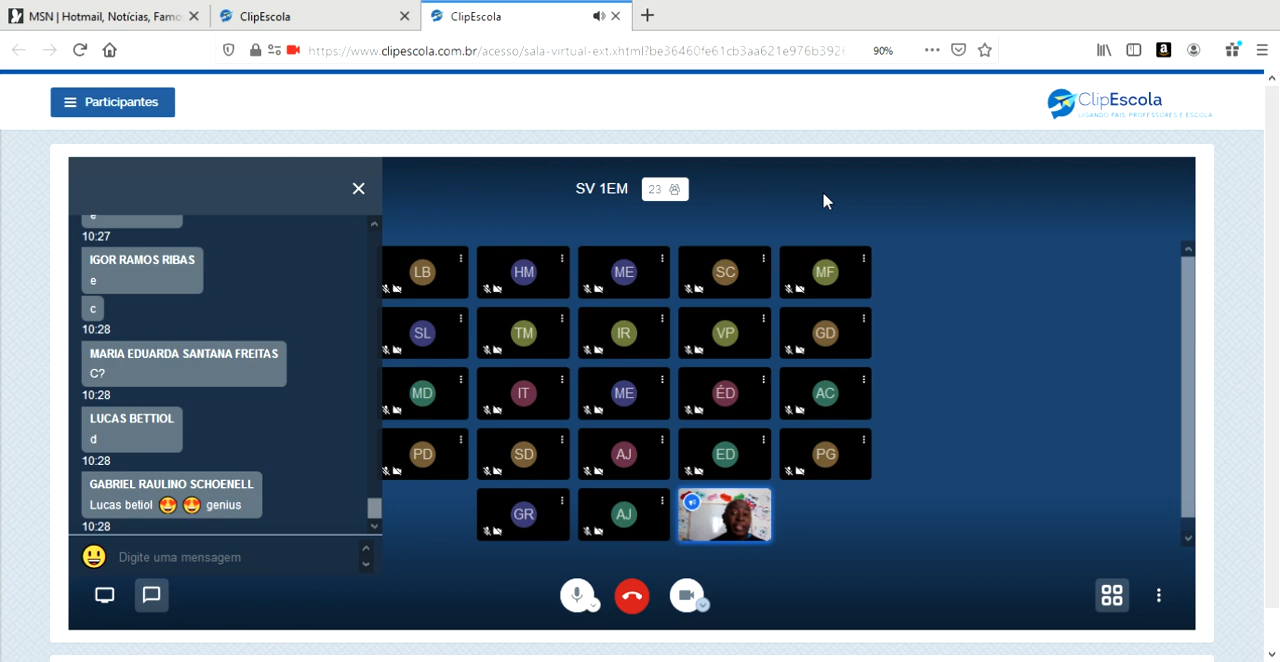 MSN | Hotmail, Notícias, Famo
ClipEscola
ClipEscola
https://www.clipescola.com.br/acesso/sala-virtual-ext.xhtml?be36460fe61cb3aa621e976b392
90%
Participantes
ClipEscola
LIGANDO PAIS, PROFESSORES E ESCOLA
SV 1EM 23
e
10:27
IGOR RAMOS RIBAS
e
c
10:28
MARIA EDUARDA SANTANA FREITAS
C?
10:28
LUCAS BETTIOL
d
10:28
GABRIEL RAULINO SCHOENELL
Lucas betiol 😍 😍 genius
10:28
Digite uma mensagem
LB HM ME SC MF
SL TM IR VP GD
MD IT ME ÉD AC
PD SD AJ ED PG
GR AJ